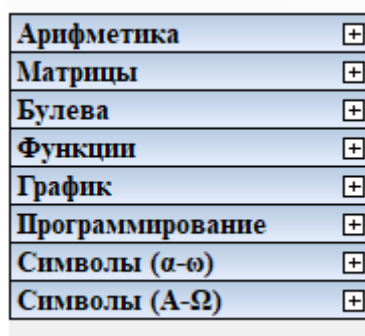 Арифметика
Матрицы
Булева
Функции
График
Программирование
Символы (α-ω)
Символы (Α-Ω)